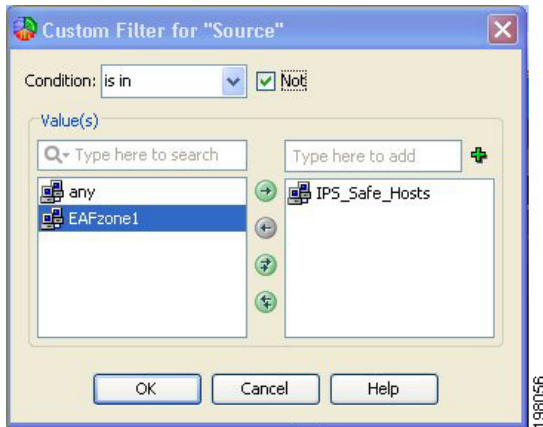 Custom Filter for "Source"
Condition: is in Not
Value(s)
Type here to search
Type here to add
any
EAFzone1
IPS_Safe_Hosts
OK Cancel Help
198056